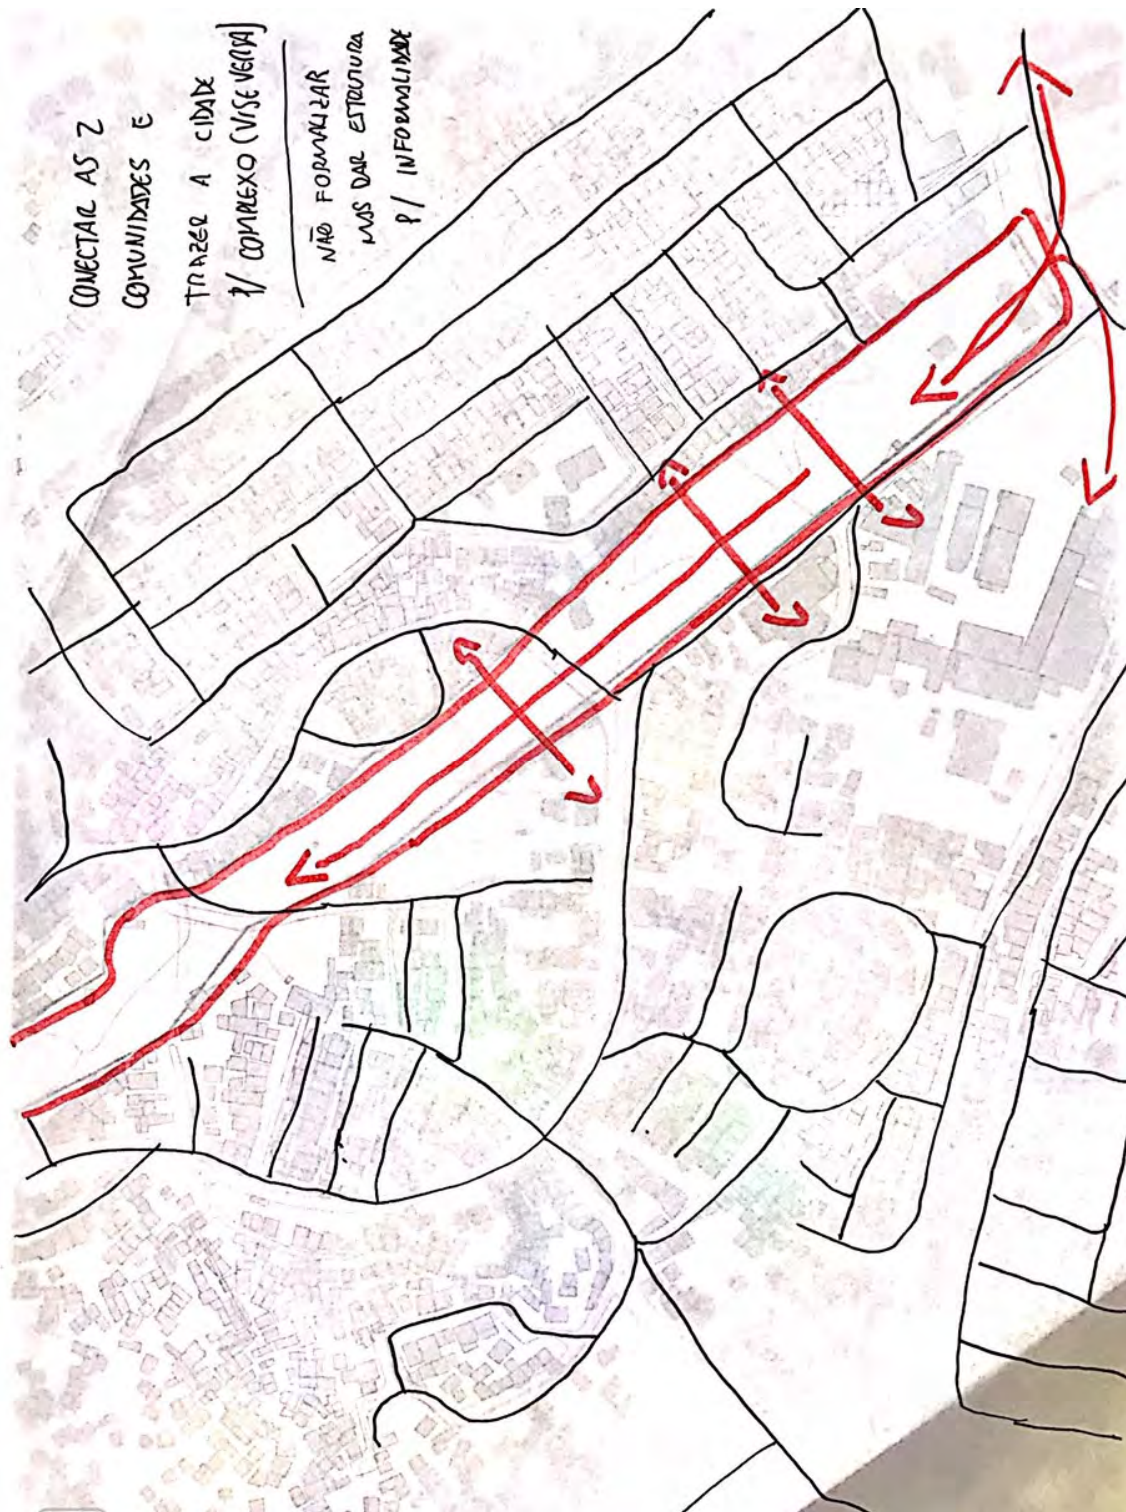 CONECTAR AS 2
COMUNIDADES E
TRAZER A CIDADE
P/ COMPLEXO (VISE VERSA)
NÃO FORMALIZAR
MAS DAR ESTRUTURA
P/ INFORMALIDADE